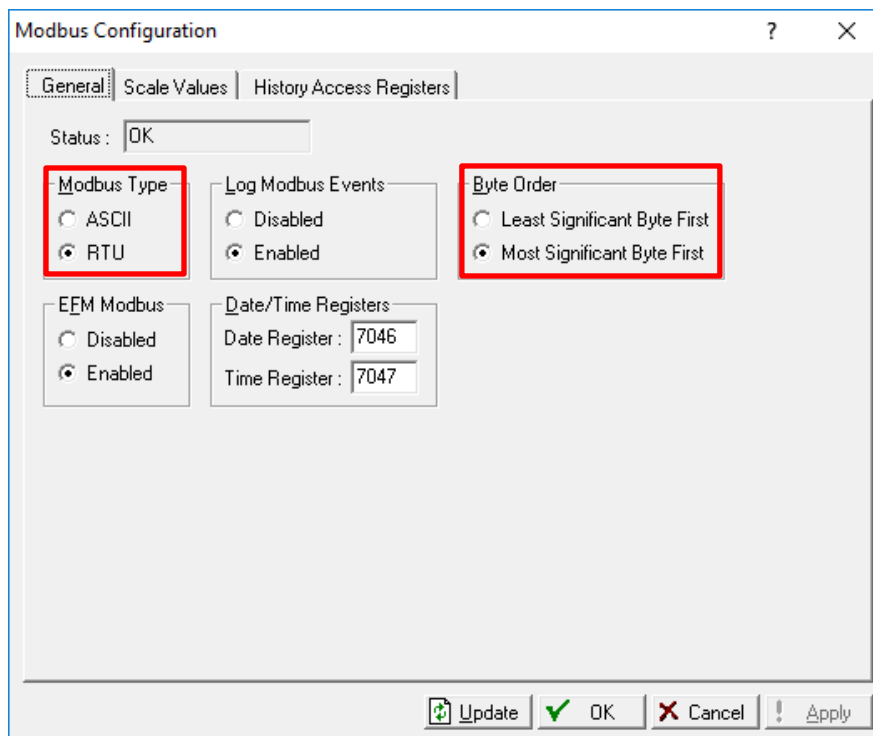 Modbus Configuration ?
General Scale Values History Access Registers
Status : OK
Modbus Type
ASCII
RTU
Log Modbus Events
Disabled
Enabled
Byte Order
Least Significant Byte First
Most Significant Byte First
EFM Modbus
Disabled
Enabled
Date/Time Registers
Date Register : 7046
Time Register : 7047
Update OK Cancel ! Apply